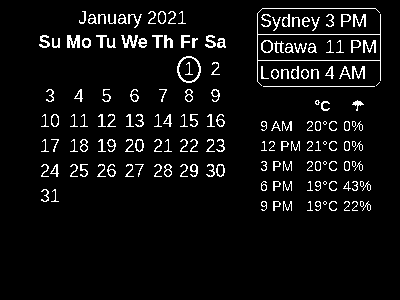 January 2021
Su Mo Tu We Th Fr Sa
1 2
3 4 5 6 7 8 9
10 11 12 13 14 15 16
17 18 19 20 21 22 23
24 25 26 27 28 29 30
31
Sydney 3 PM
Ottawa 11 PM
London 4 AM
°C
9 AM 20°C 0%
12 PM 21°C 0%
3 PM 20°C 0%
6 PM 19°C 43%
9 PM 19°C 22%